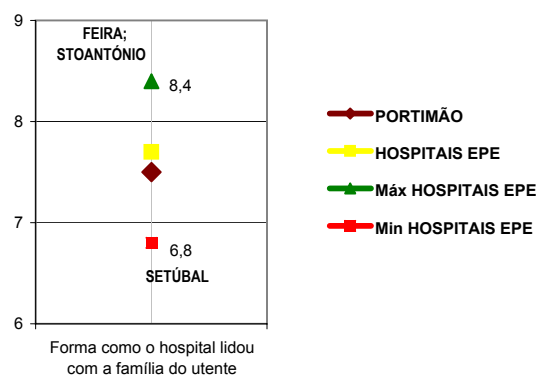 9
FEIRA;
STOANTÓNIO
8,4
8
7
6,8
SETÚBAL
6
Forma como o hospital lidou
com a família do utente
PORTIMÃO
HOSPITAIS EPE
Máx HOSPITAIS EPE
Min HOSPITAIS EPE